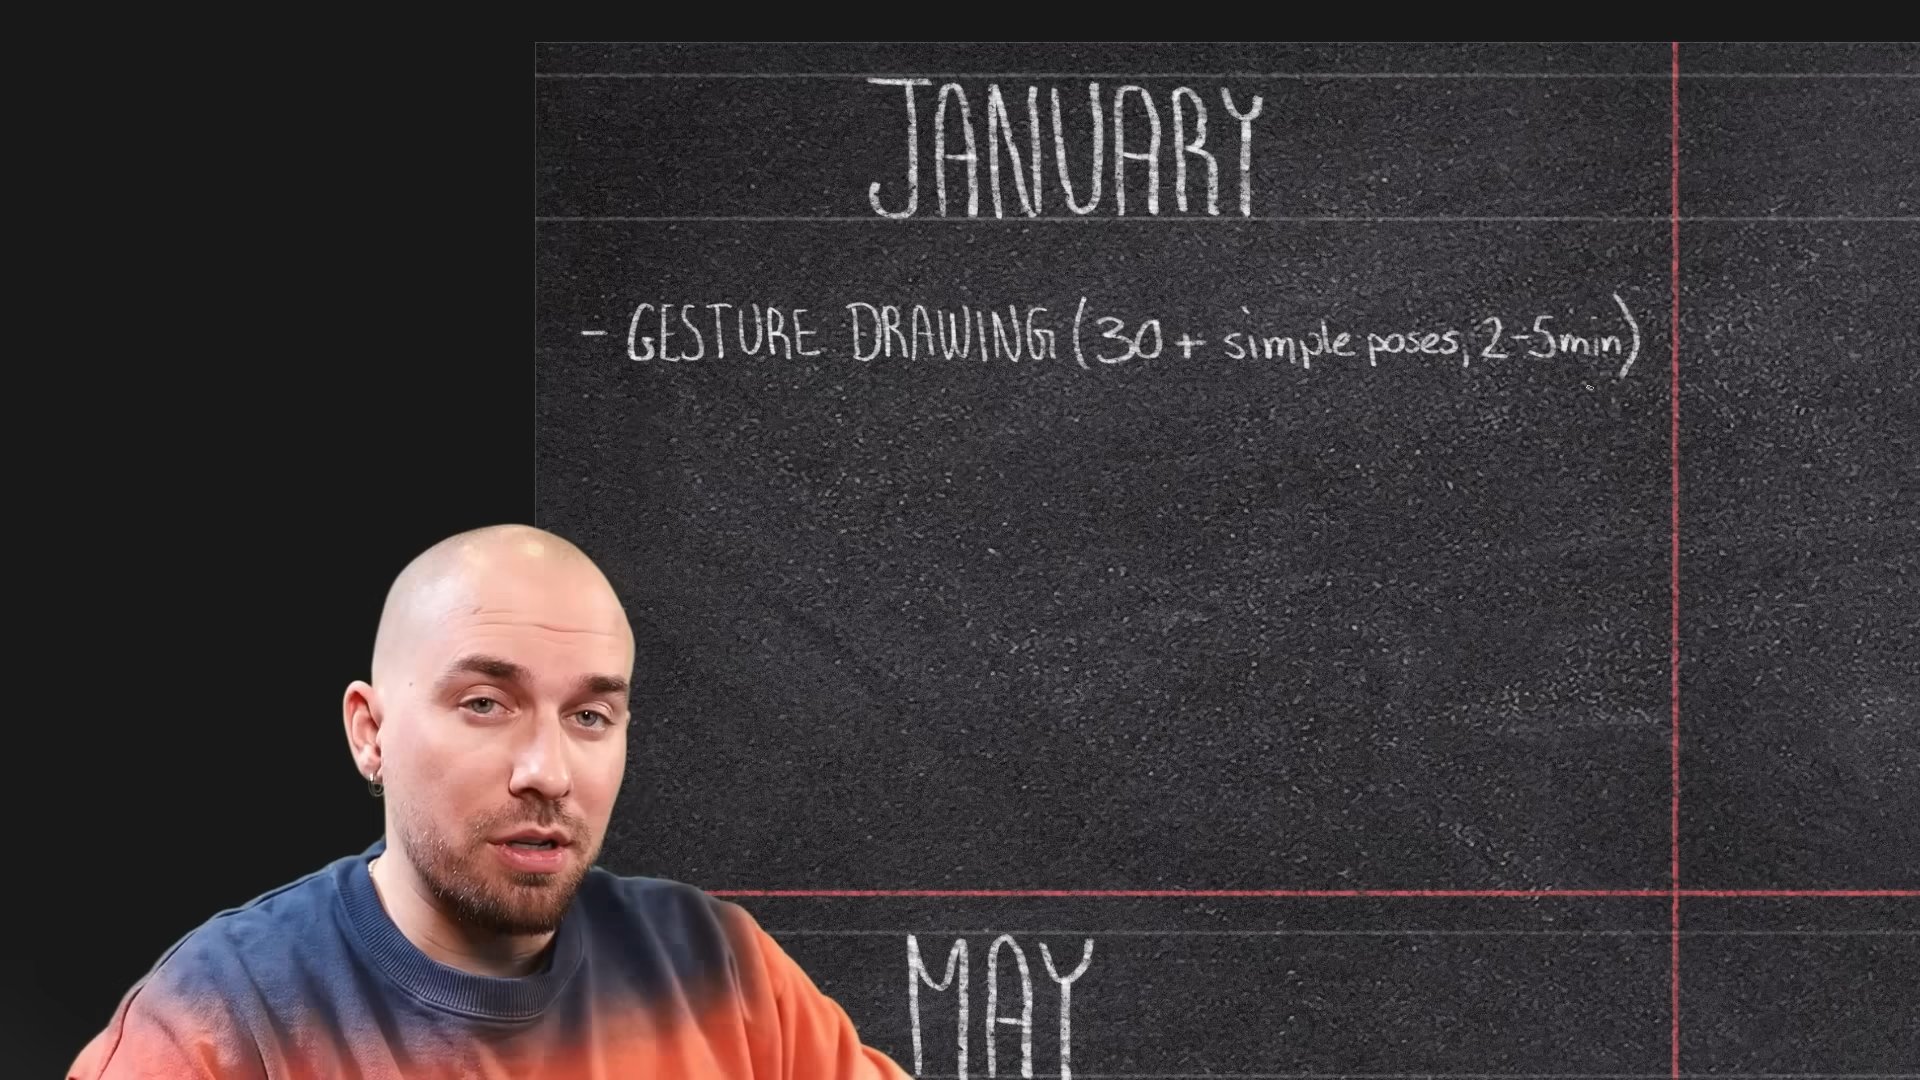 JANUARY
- GESTURE DRAWING (30+ simple poses, 2-5min)
MAY